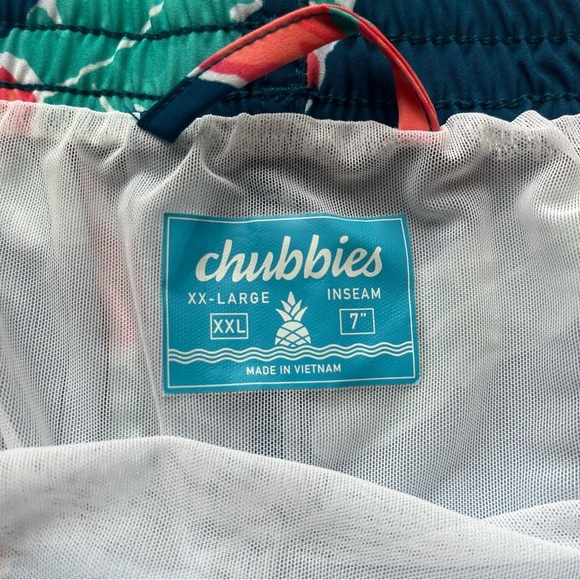 chubbies
XX-LARGE INSEAM
XXL 7"
MADE IN VIETNAM